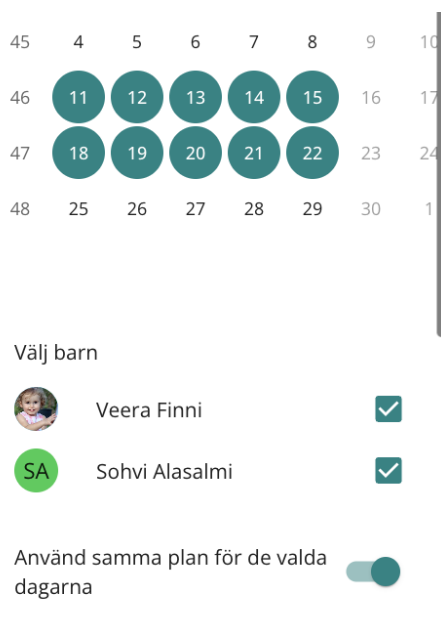 45 4 5 6 7 8 9 10
46 11 12 13 14 15 16 17
47 18 19 20 21 22 23 24
48 25 26 27 28 29 30 1
Välj barn
Veera Finni
SA Sohvi Alasalmi
Använd samma plan för de valda
dagarna